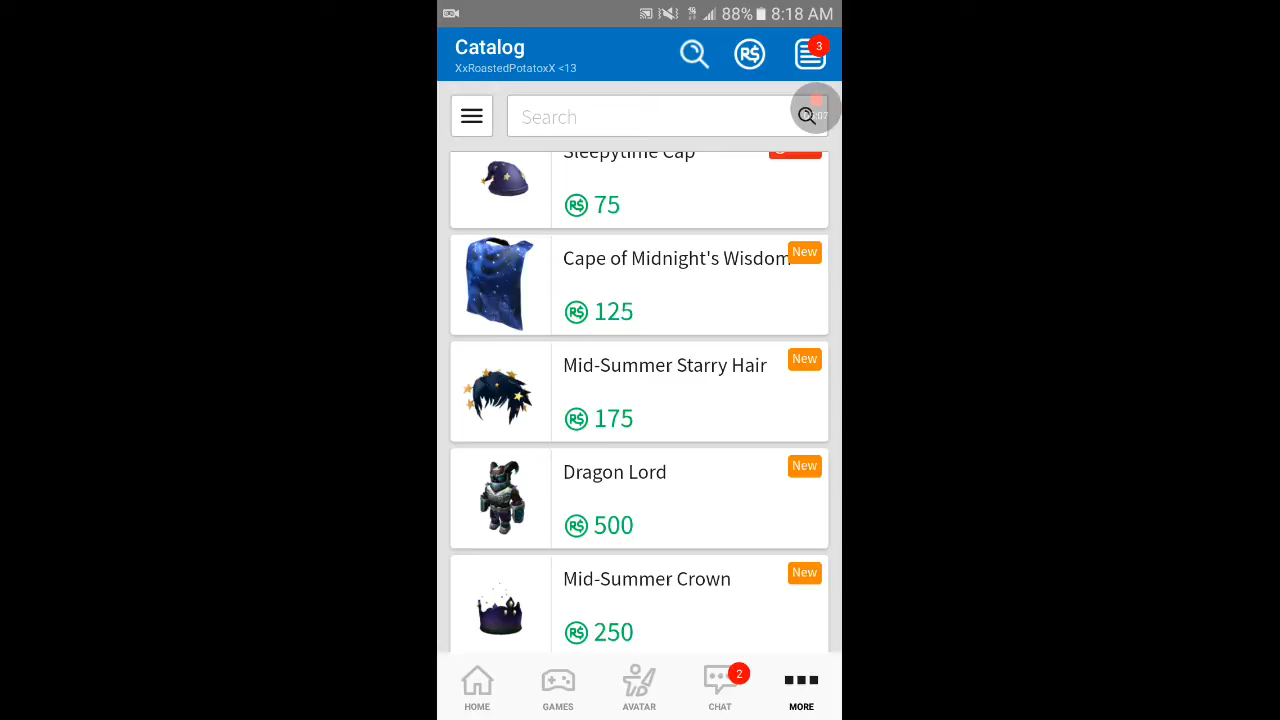 88% 8:18 AM
Catalog
XxRoastedPotatoxX <13
R$
3
Search
00:07
Sleepytime Cap
R$ 75
Cape of Midnight's Wisdom
New
R$ 125
Mid-Summer Starry Hair
New
R$ 175
Dragon Lord
New
R$ 500
Mid-Summer Crown
New
R$ 250
2
HOME
GAMES
AVATAR
CHAT
MORE